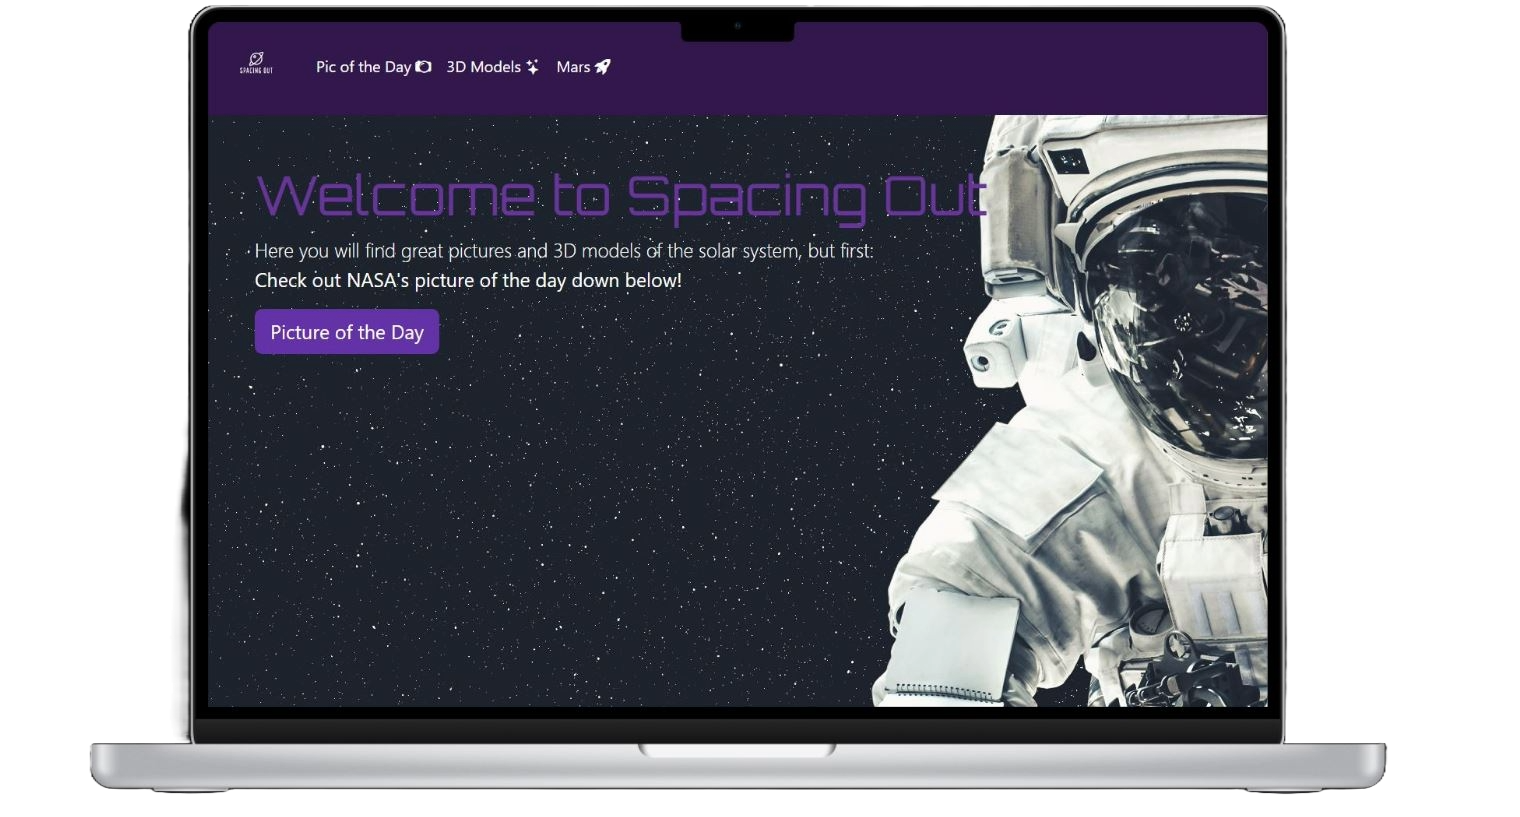 SPACING OUT
Pic of the Day
3D Models
Mars
Welcome to Spacing Out
Here you will find great pictures and 3D models of the solar system, but first:
Check out NASA's picture of the day down below!
Picture of the Day